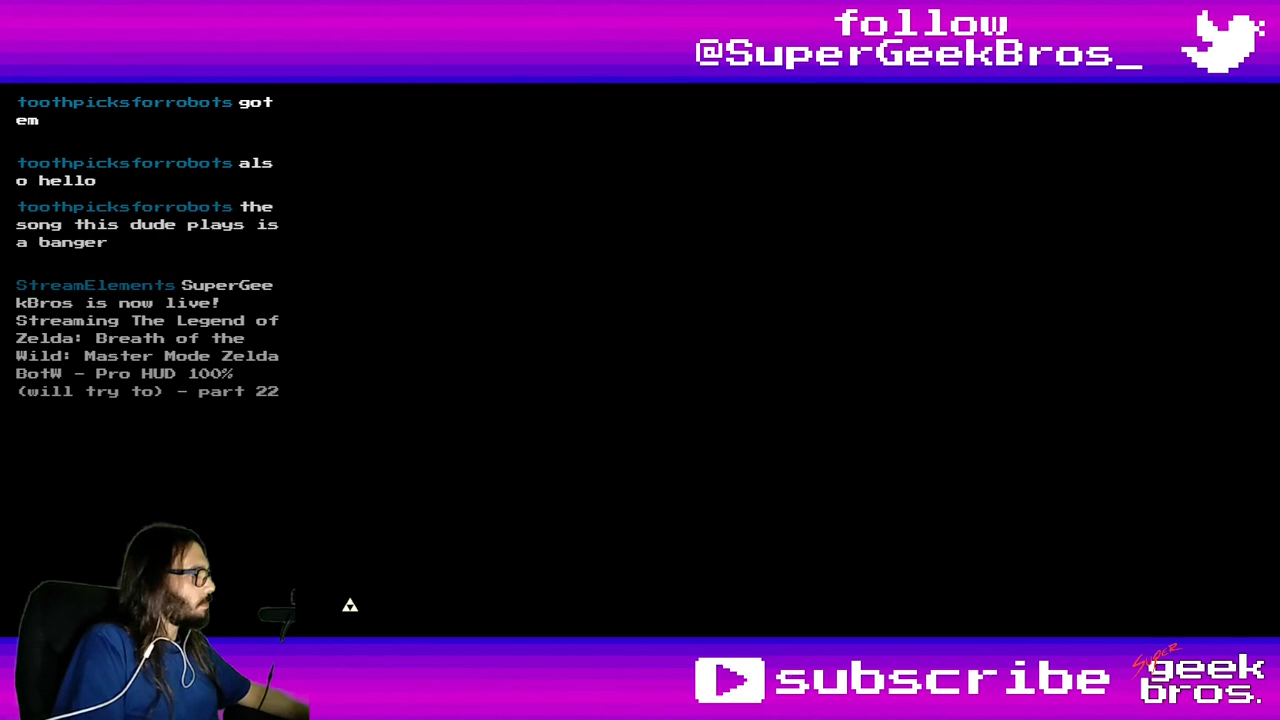 follow
@SuperGeekBros_
toothpicksforrobots got
em
toothpicksforrobots als
o hello
toothpicksforrobots the
song this dude plays is
a banger
StreamElements SuperGee
kBros is now live!
Streaming The Legend of
Zelda: Breath of the
Wild: Master Mode Zelda
BotW - Pro HUD 100%
(will try to) - part 22
subscribe
SUPER
geek
bros.